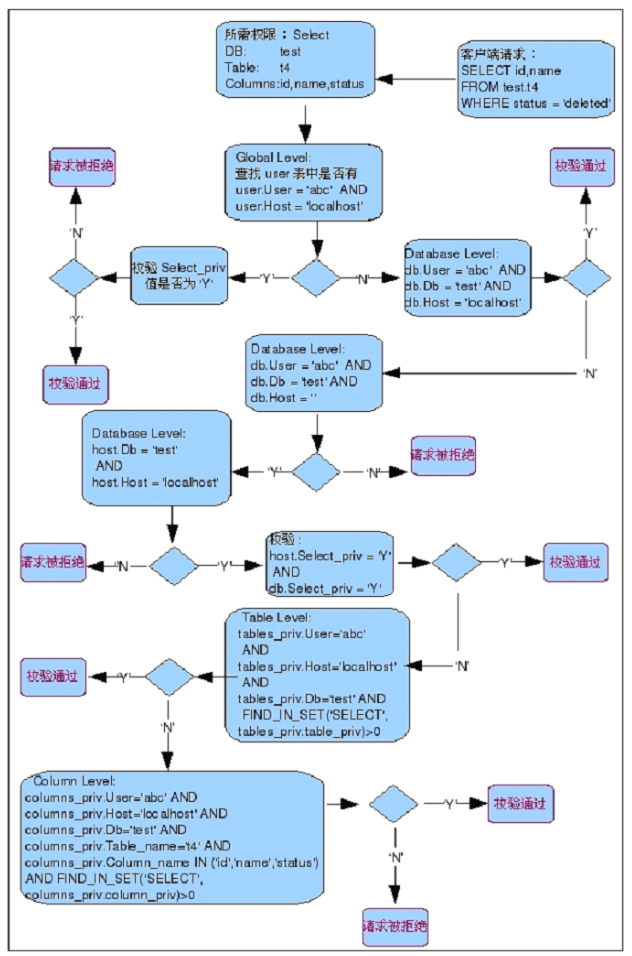 所需权限：Select
DB: test
Table: t4
Columns:id,name,status
客户端请求：
SELECT id,name
FROM test.t4
WHERE status = 'deleted'
Global Level:
查找 user 表中是否有
user.User = 'abc' AND
user.Host = 'localhost'
请求被拒绝
校验通过
'N'
'Y'
校验 Select_priv
值是否为 'Y'
'Y'
'N'
Database Level:
db.User = 'abc' AND
db.Db = 'test' AND
db.Host = 'localhost'
'Y'
校验通过
'N'
Database Level:
db.User = 'abc' AND
db.Db = 'test' AND
db.Host = ''
Database Level:
host.Db = 'test'
AND
host.Host = 'localhost'
'Y'
'N'
请求被拒绝
请求被拒绝
'N
'Y'
校验：
host.Select_priv = 'Y'
AND
db.Select_priv = 'Y'
'Y'
校验通过
'N'
Table Level:
tables_priv.User='abc'
AND
tables_priv.Host='localhost'
AND
tables_priv.Db='test' AND
FIND_IN_SET('SELECT',
tables_priv.table_priv)>0
校验通过
'Y'
'N'
Column Level:
columns_priv.User='abc' AND
columns_priv.Host='localhost' AND
columns_priv.Db='test' AND
columns_priv.Table_name='t4' AND
columns_priv.Column_name IN ('id','name','status')
AND FIND_IN_SET('SELECT',
columns_priv.column_priv)>0
'Y'
校验通过
'N'
请求被拒绝